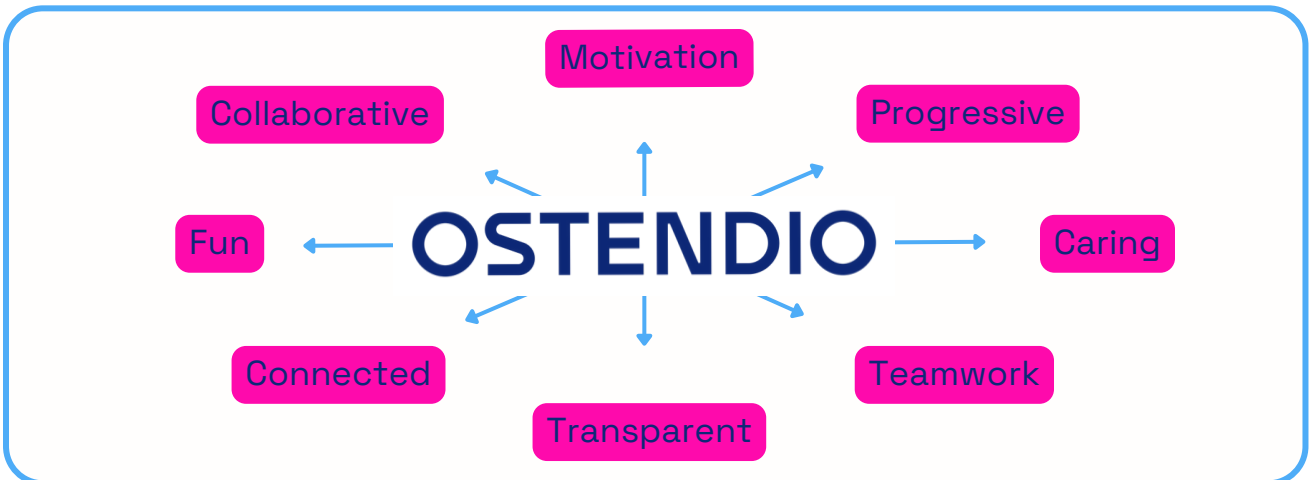 Motivation
Collaborative
Progressive
Fun
OSTENDIO
Caring
Connected
Teamwork
Transparent